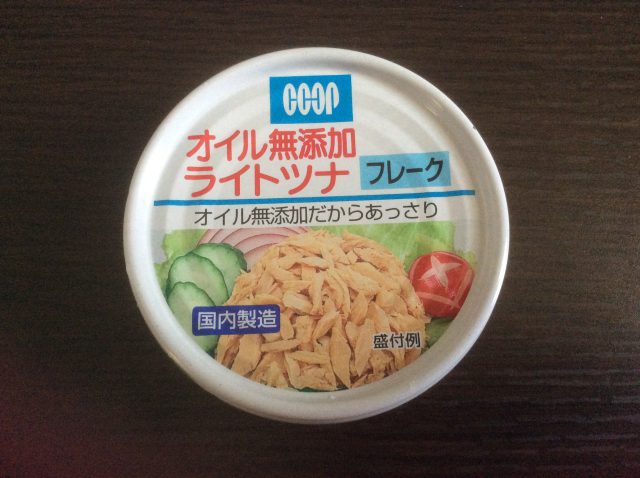 COOP
オイル無添加
ライトツナ フレーク
オイル無添加だからあっさり
国内製造
盛付例